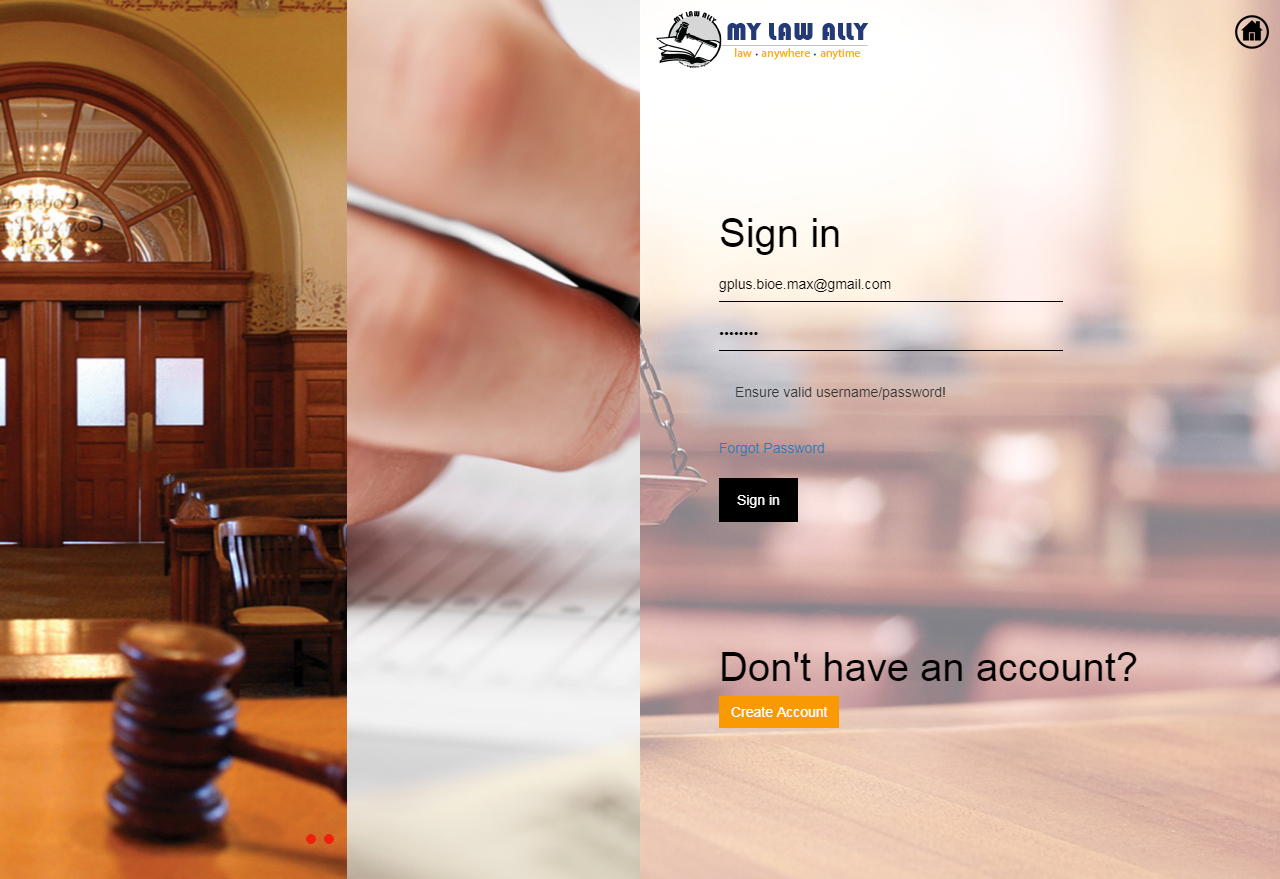 MY LAW ALLY
MY LAW ALLY
law • anywhere • anytime
Sign in
gplus.bioe.max@gmail.com
••••••••
Ensure valid username/password!
Forgot Password
Sign in
Don't have an account?
Create Account